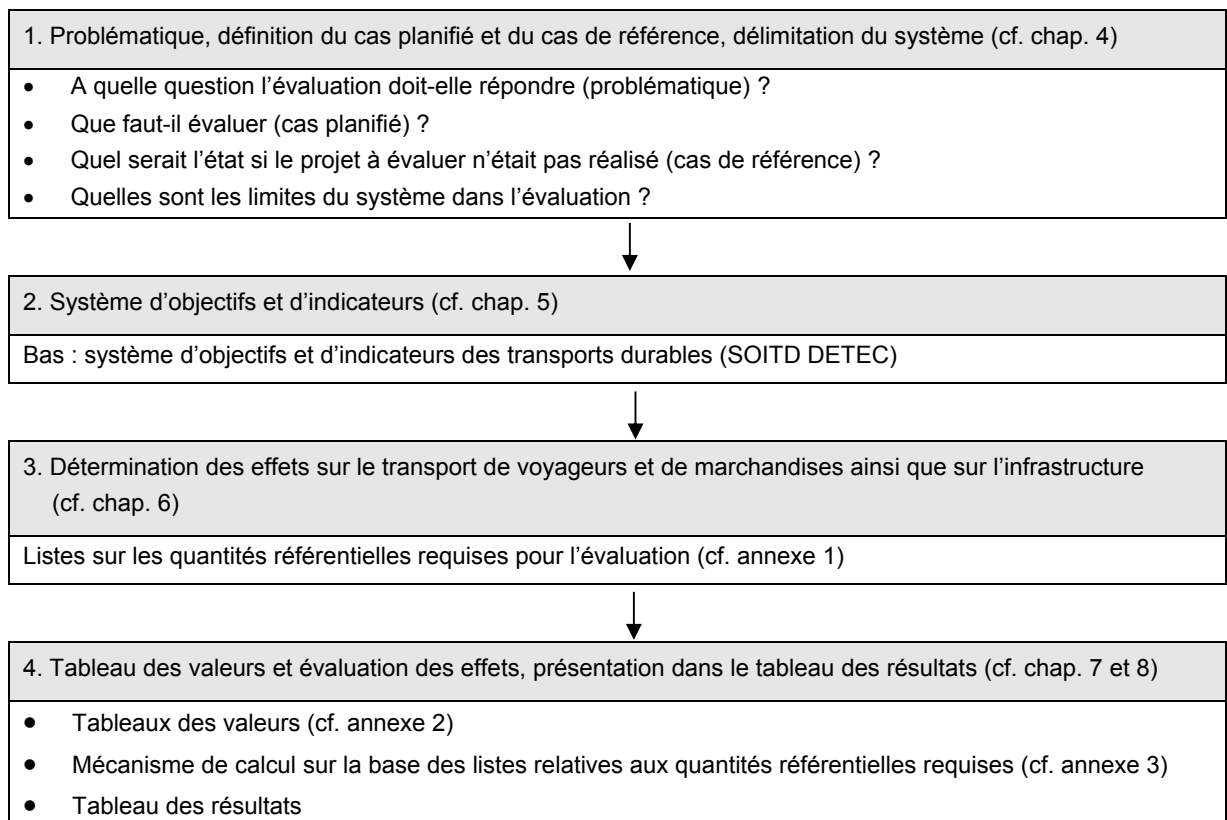 1. Problématique, définition du cas planifié et du cas de référence, délimitation du système (cf. chap. 4)
• A quelle question l’évaluation doit-elle répondre (problématique) ?
• Que faut-il évaluer (cas planifié) ?
• Quel serait l’état si le projet à évaluer n’était pas réalisé (cas de référence) ?
• Quelles sont les limites du système dans l’évaluation ?
2. Système d’objectifs et d’indicateurs (cf. chap. 5)
Bas : système d’objectifs et d’indicateurs des transports durables (SOITD DETEC)
3. Détermination des effets sur le transport de voyageurs et de marchandises ainsi que sur l’infrastructure
(cf. chap. 6)
Listes sur les quantités référentielles requises pour l’évaluation (cf. annexe 1)
4. Tableau des valeurs et évaluation des effets, présentation dans le tableau des résultats (cf. chap. 7 et 8)
• Tableaux des valeurs (cf. annexe 2)
• Mécanisme de calcul sur la base des listes relatives aux quantités référentielles requises (cf. annexe 3)
• Tableau des résultats